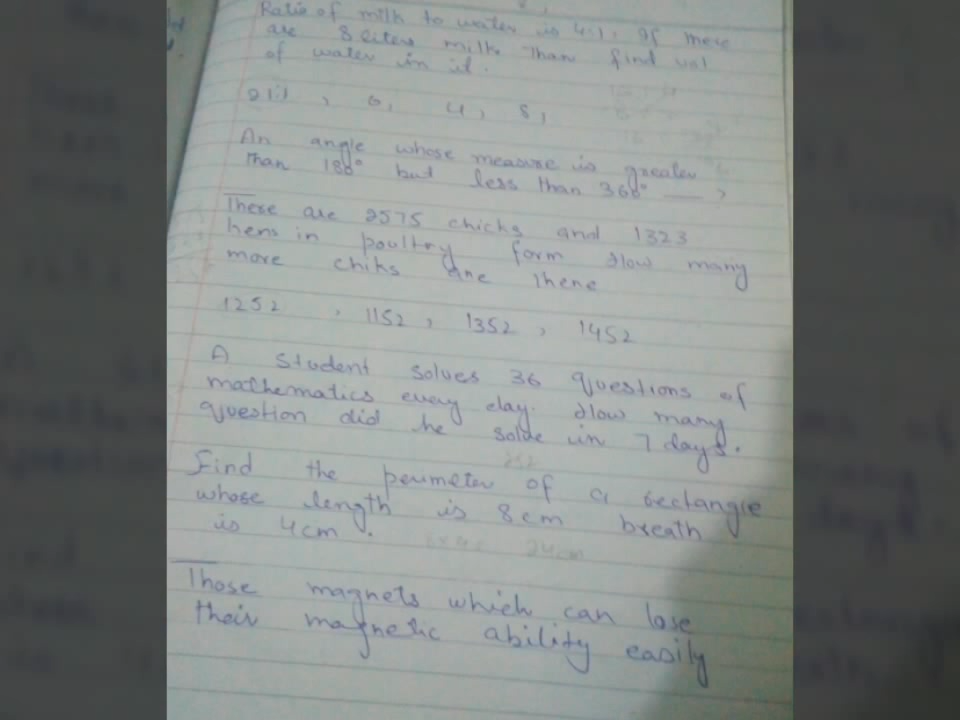 Ratio of milk to water is 4:1. If there
are 8 liters milk than find vol
of water in it.
2lit , 6, 4, 8,
An angle whose measure is greater
than 180° but less than 360° __ ,
There are 2575 chicks and 1323
hens in poultry form How many
more chiks are there
1252 , 1152 , 1352 , 1452
A student solves 36 questions of
mathematics every day. How many
question did he solde in 7 days.
252
Find the perimeter of a rectangle
whose length is 8cm breath
is 4cm.
24cm
Those magnets which can lose
their magnetic ability easily